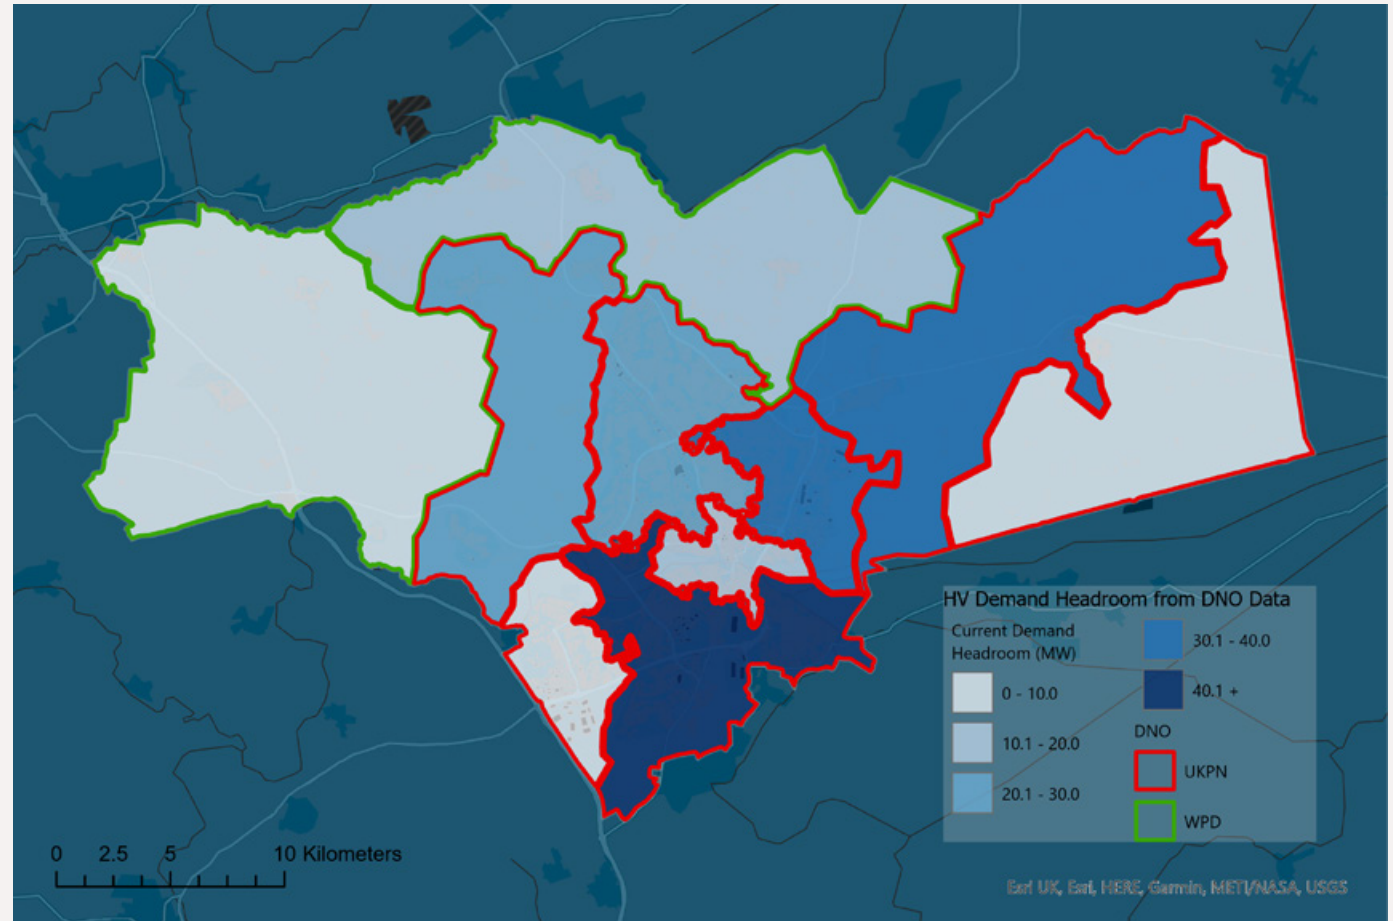 HV Demand Headroom from DNO Data
Current Demand
Headroom (MW)
0 - 10.0
10.1 - 20.0
20.1 - 30.0
30.1 - 40.0
40.1 +
DNO
UKPN
WPD
0 2.5 5 10 Kilometers
Esri UK, Esri, HERE, Garmin, METI/NASA, USGS